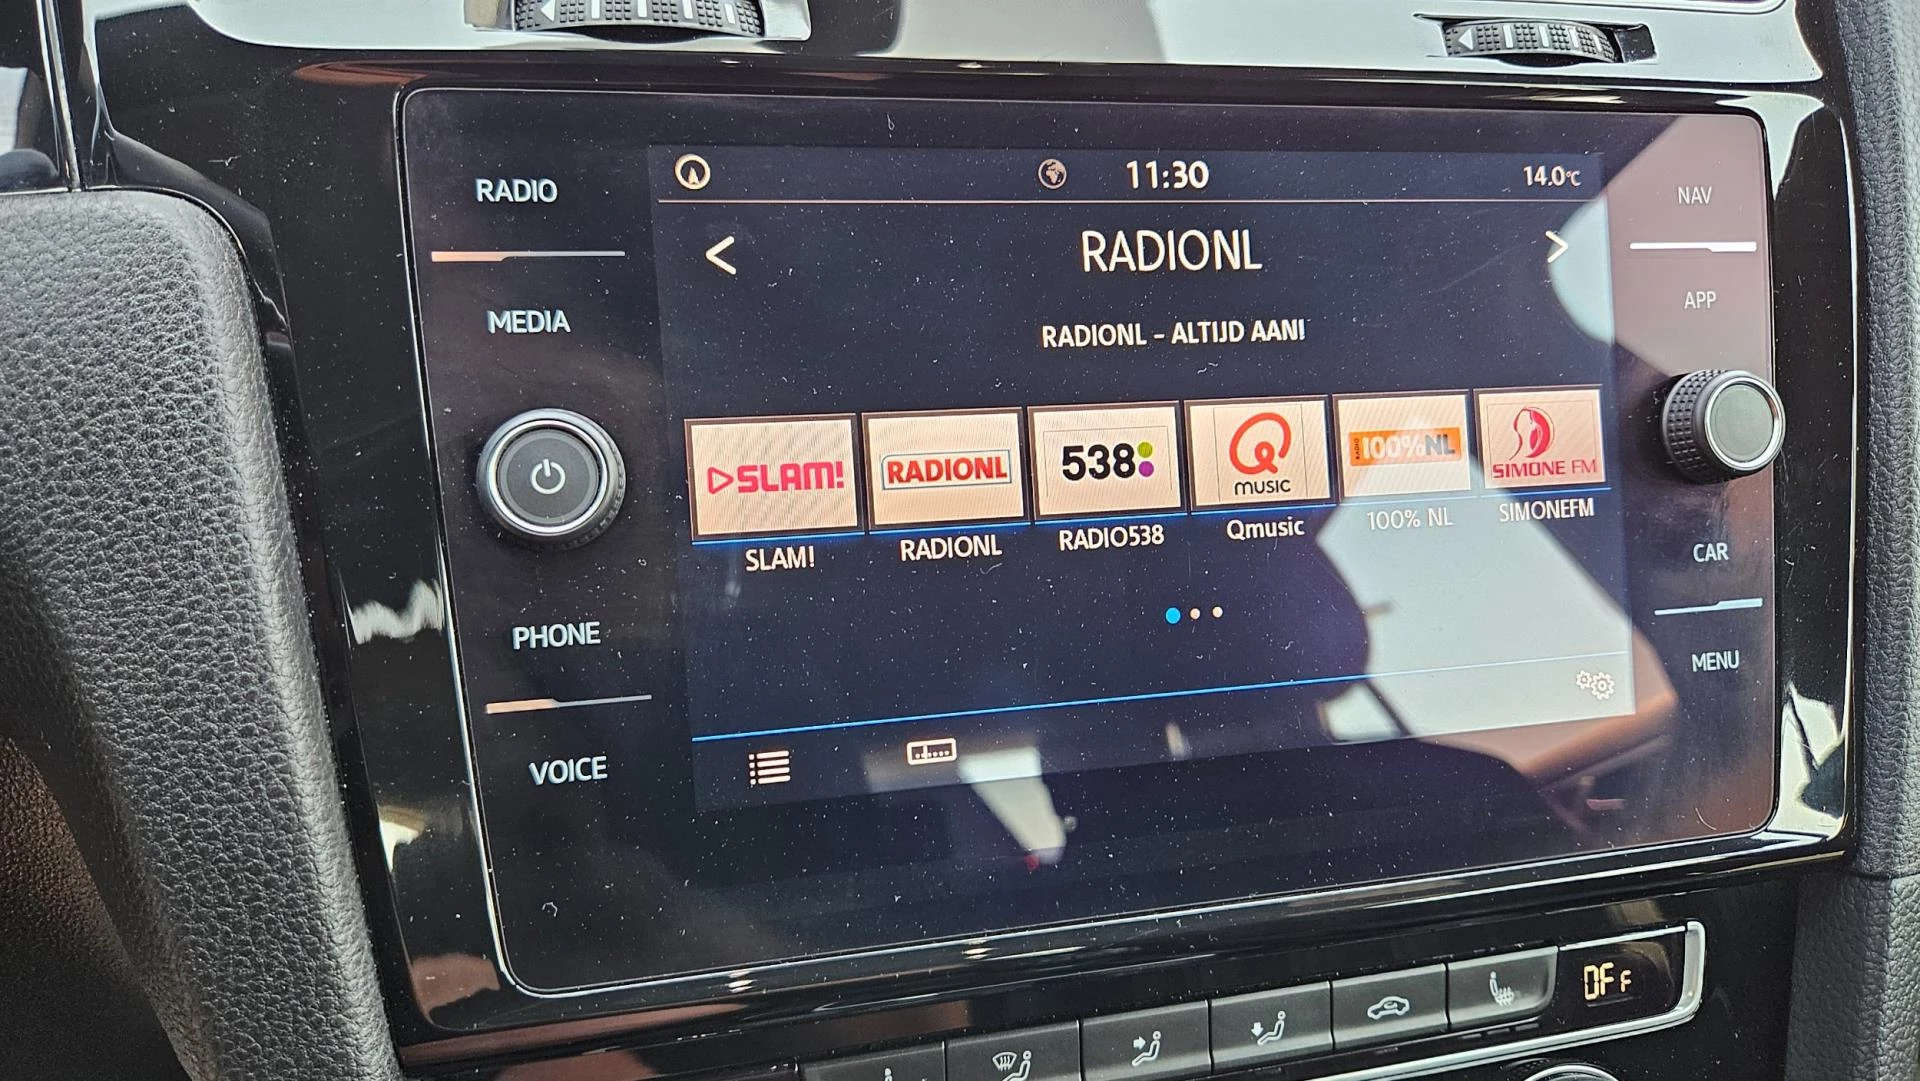 RADIO
MEDIA
PHONE
VOICE
11:30
14.0°C
RADIONL
RADIONL - ALTIJD AAN!
SLAM!
RADIONL
538
Q
music
RADIO
100%NL
SIMONE FM
SLAM!
RADIONL
RADIO538
Qmusic
100% NL
SIMONEFM
NAV
APP
CAR
MENU
OFF